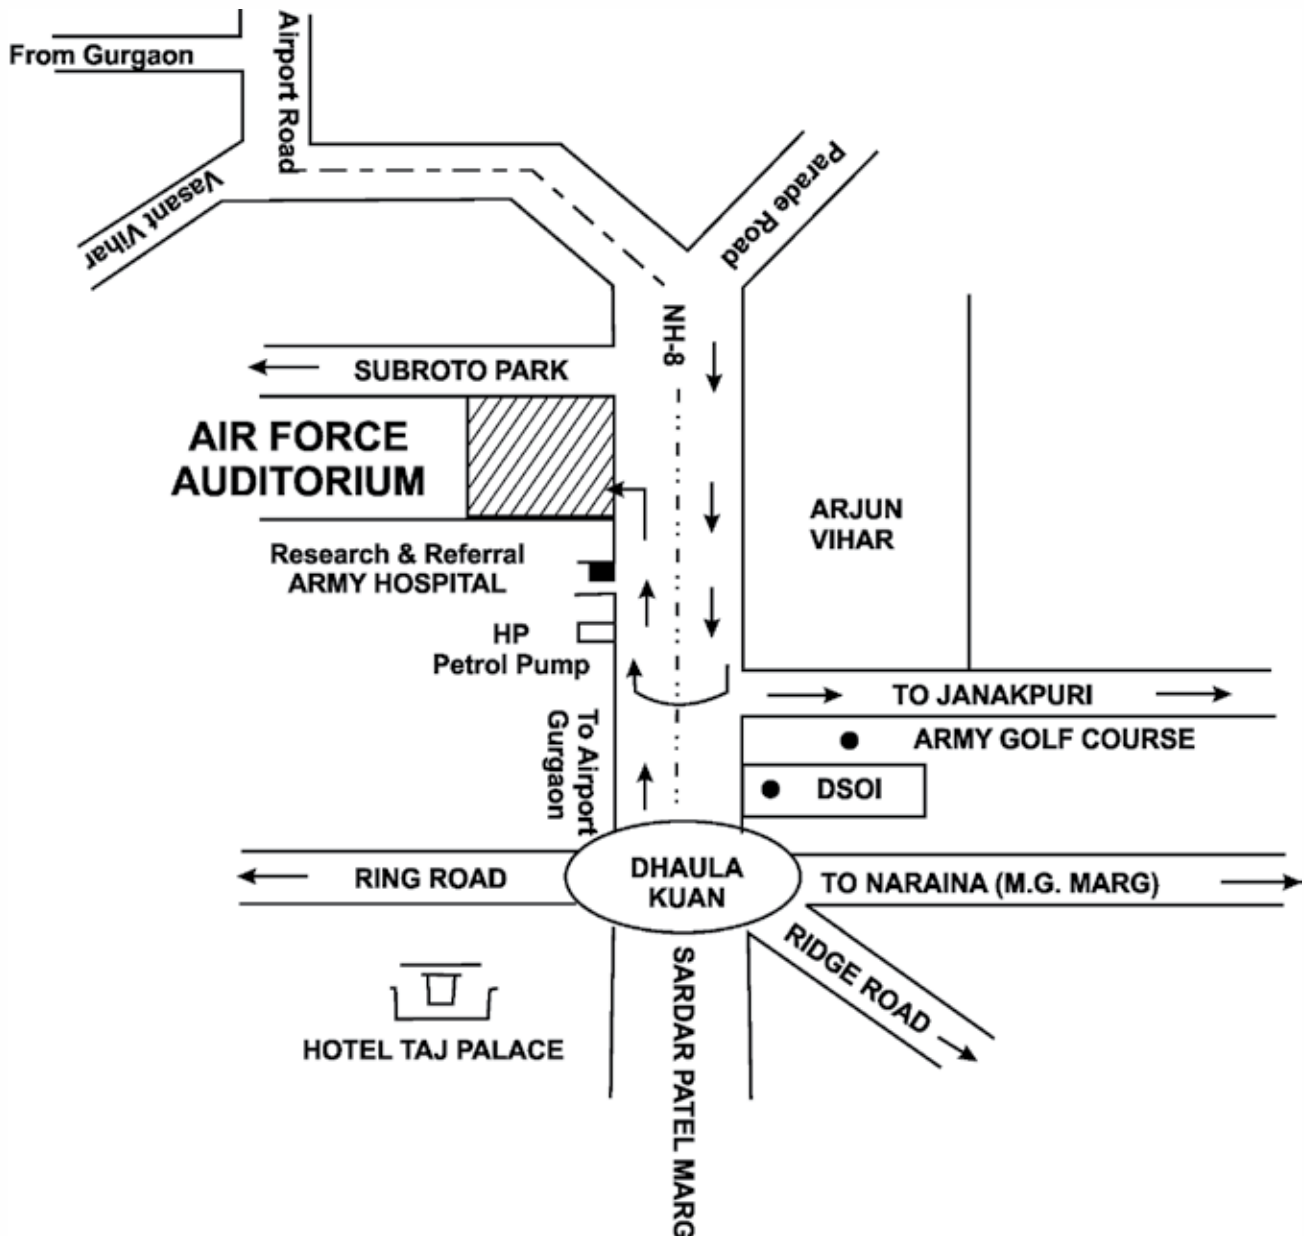 From Gurgaon
Airport Road
Vasant Vihar
Parade Road
NH-8
SUBROTO PARK
AIR FORCE
AUDITORIUM
ARJUN
VIHAR
Research & Referral
ARMY HOSPITAL
HP
Petrol Pump
TO JANAKPURI
To Airport
Gurgaon
ARMY GOLF COURSE
DSOI
RING ROAD
DHAULA
KUAN
TO NARAINA (M.G. MARG)
RIDGE ROAD
SARDAR PATEL MARG
HOTEL TAJ PALACE